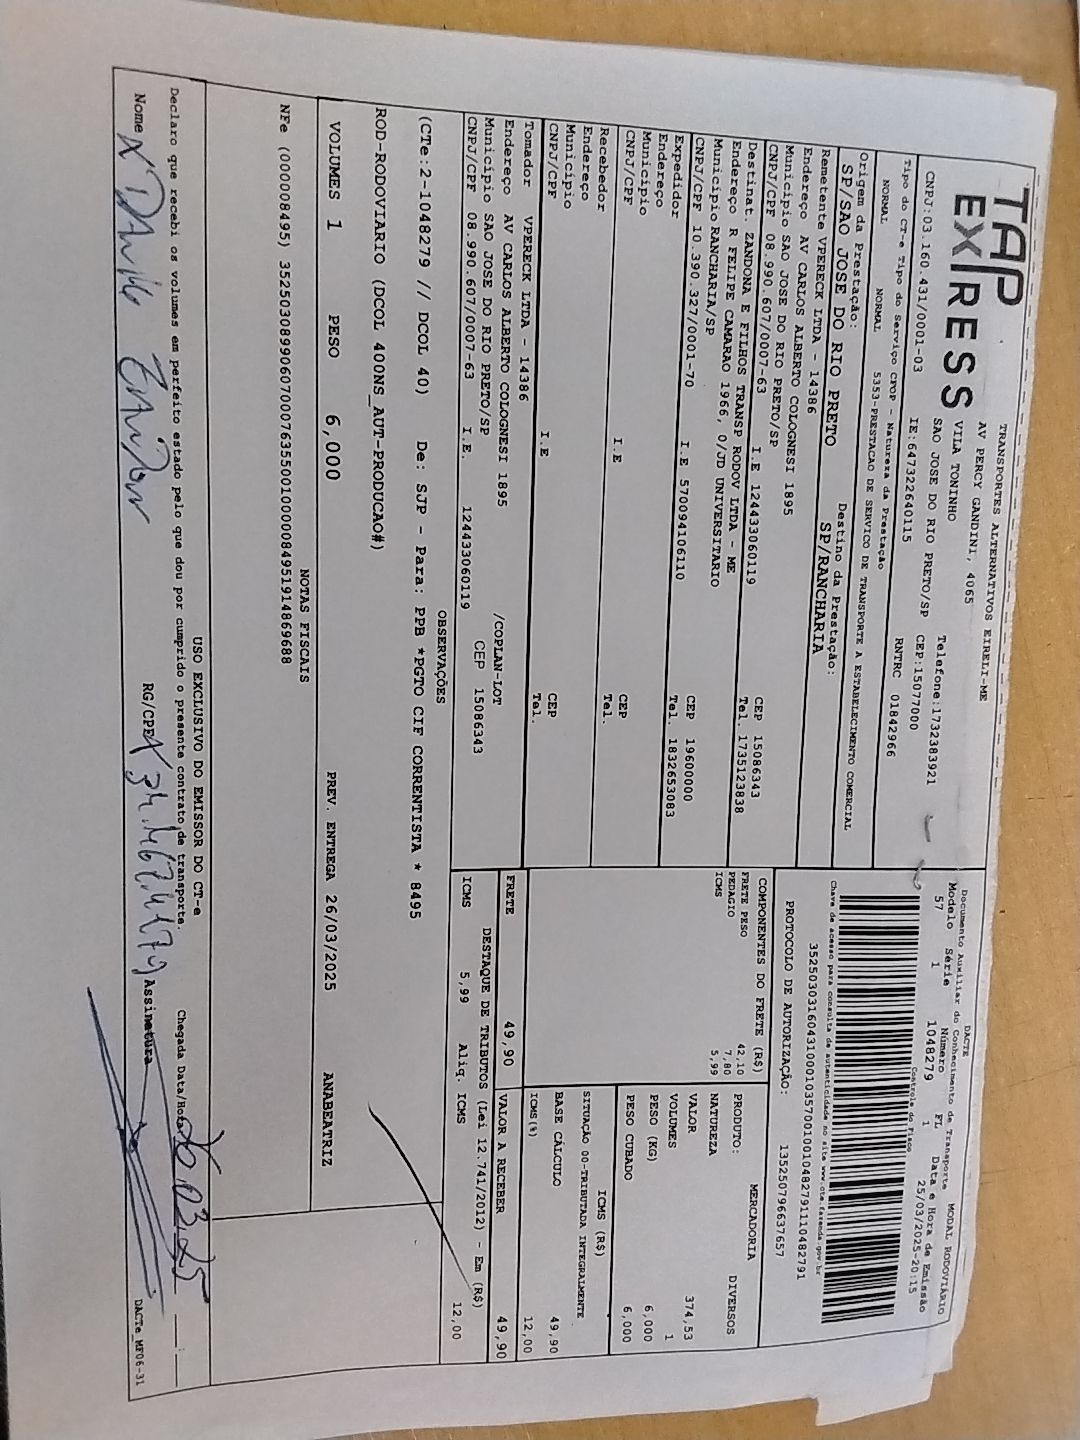 TAP
EXPRESS
TRANSPORTES ALTERNATIVOS EIRELI-ME
AV PERCY GANDINI, 4065
VILA TONINHO Telefone:1732383921
SAO JOSE DO RIO PRETO/SP CEP:15077000
CNPJ:03.160.431/0001-03 IE:647322640115 RNTRC 01842966
Tipo do CT-e Tipo do Serviço CFOP - Natureza da Prestação
NORMAL NORMAL 5353-PRESTACAO DE SERVICO DE TRANSPORTE A ESTABELECIMENTO COMERCIAL
Origem da Prestação: Destino da Prestação:
SP/SAO JOSE DO RIO PRETO SP/RANCHARIA
Remetente VPERECK LTDA - 14386
Endereço AV CARLOS ALBERTO COLOGNESI 1895
Município SAO JOSE DO RIO PRETO/SP CEP 15086343
CNPJ/CPF 08.990.607/0007-63 I.E 124433060119 Tel. 1735123838
Destinat. ZANDONA E FILHOS TRANSP RODOV LTDA - ME
Endereço R FELIPE CAMARAO 1966, 0/JD UNIVERSITARIO
Município RANCHARIA/SP CEP 19600000
CNPJ/CPF 10.390.327/0001-70 I.E 570094106110 Tel. 1832653083
Expedidor
Endereço
Município CEP
CNPJ/CPF I.E Tel.
Recebedor
Endereço
Município CEP
CNPJ/CPF I.E Tel.
Tomador VPERECK LTDA - 14386
Endereço AV CARLOS ALBERTO COLOGNESI 1895 /COPLAN-LOT
Município SAO JOSE DO RIO PRETO/SP CEP 15086343
CNPJ/CPF 08.990.607/0007-63 I.E. 124433060119
DACTE MODAL RODOVIÁRIO
Documento Auxiliar do Conhecimento de Transporte
Modelo Série Número FL Data e Hora de Emissão
57 1 1048279 1 25/03/2025-20:15
Controle do Fisco
Chave de acesso para consulta de autenticidade no site www.cte.fazenda.gov.br
35250303160431000103570010010482791110482791
PROTOCOLO DE AUTORIZAÇÃO: 135250796637657
COMPONENTES DO FRETE (R$)
FRETE PESO 42,10
PEDAGIO 7,80
ICMS 5,99
MERCADORIA
PRODUTO: DIVERSOS
NATUREZA
VALOR 374,53
VOLUMES 1
PESO (KG) 6,000
PESO CUBADO 6,000
ICMS (R$)
SITUAÇÃO 00-TRIBUTADA INTEGRALMENTE
BASE CÁLCULO 49,90
ICMS(%) 12,00
FRETE 49,90 VALOR A RECEBER 49,90
DESTAQUE DE TRIBUTOS (Lei 12.741/2012) - Em (R$)
ICMS 5,99 Aliq. ICMS 12,00
OBSERVAÇÕES
(CTe:2-1048279 // DCOL 40) De: SJP - Para: PPB *PGTO CIF CORRENTISTA * 8495
ROD-RODOVIARIO (DCOL 400NS_AUT-PRODUCAO#)
VOLUMES 1 PESO 6,000 PREV. ENTREGA 26/03/2025 ANABEATRIZ
NOTAS FISCAIS
NFe (000008495) 35250308990607000763550010000084951914869688
USO EXCLUSIVO DO EMISSOR DO CT-e
Declaro que recebi os volumes em perfeito estado pelo que dou por cumprido o presente contrato de transporte. Chegada Data/Hora 26.03.25 __:__
Nome X RG/CPF X 34.467.417-9 Assinatura
DACTe_MF06-31